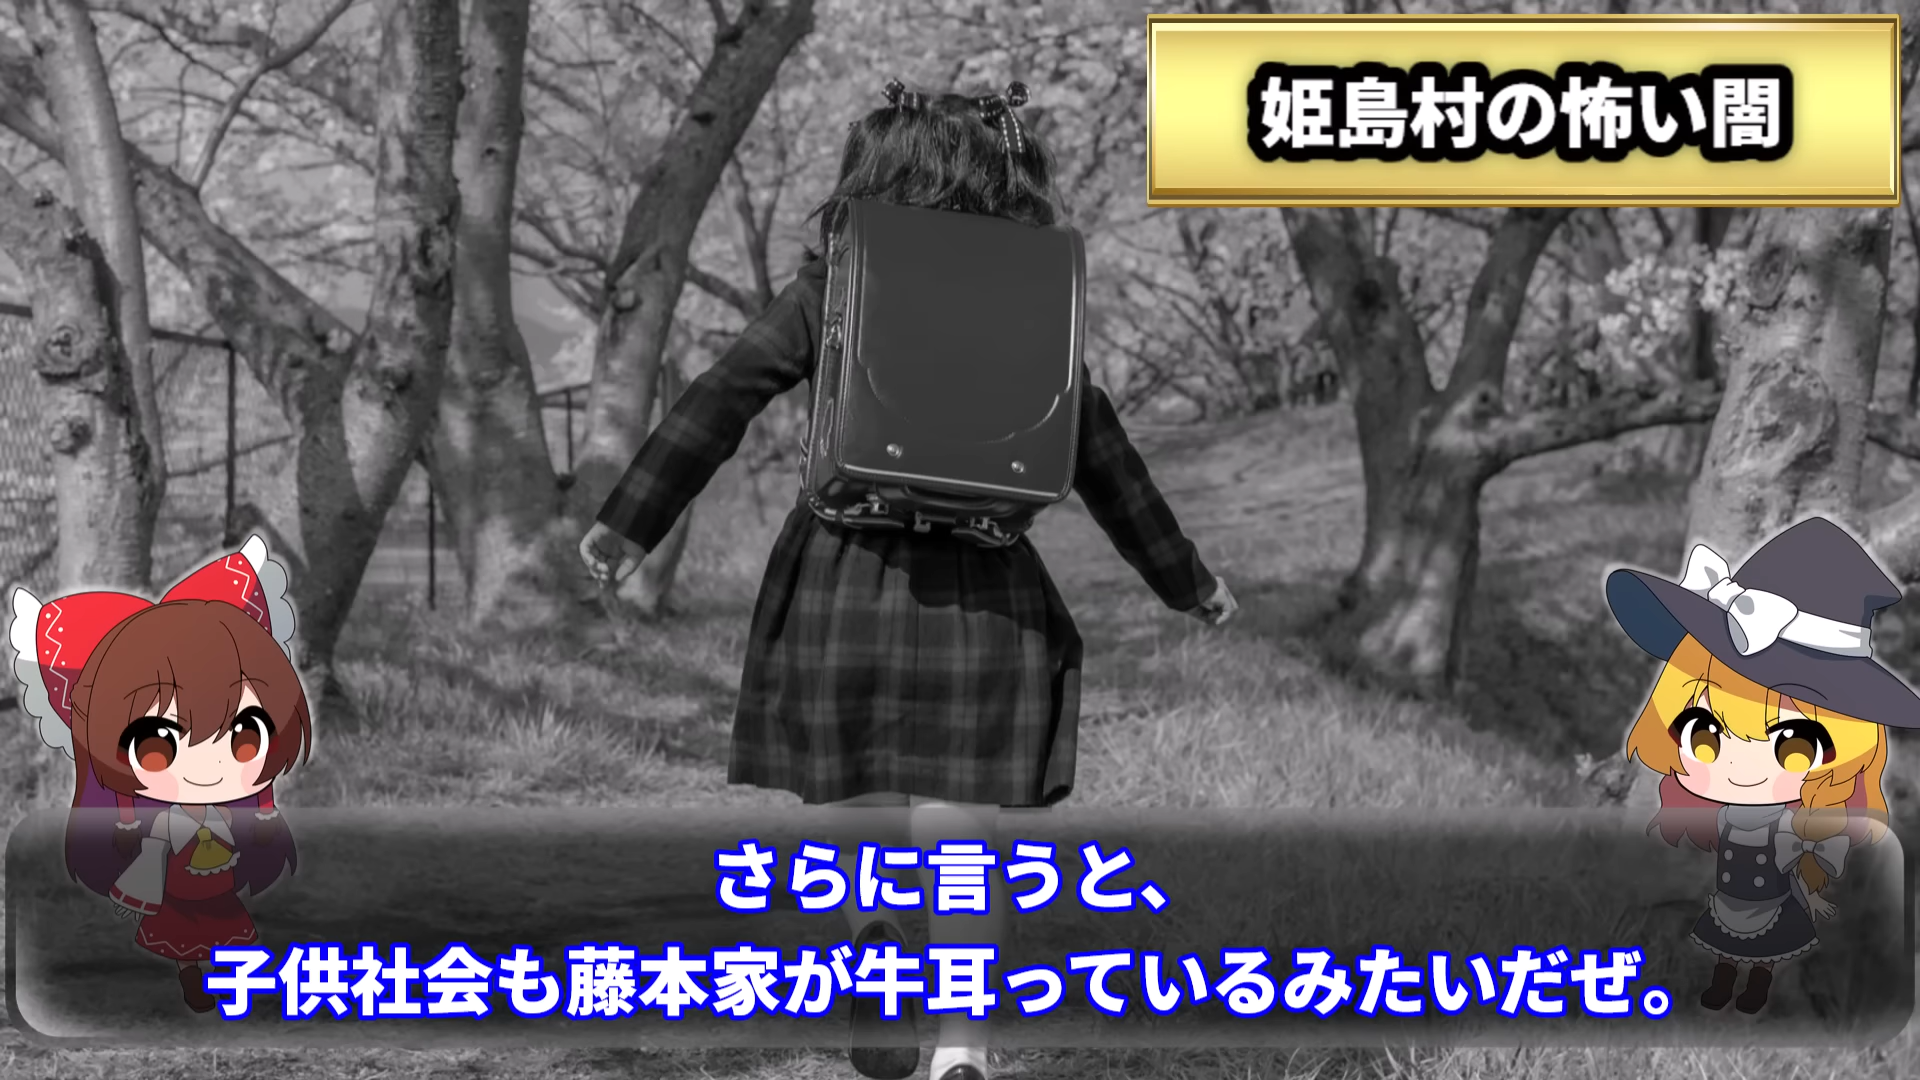 姫島村の怖い闇
さらに言うと、
子供社会も藤本家が牛耳っているみたいだぜ。